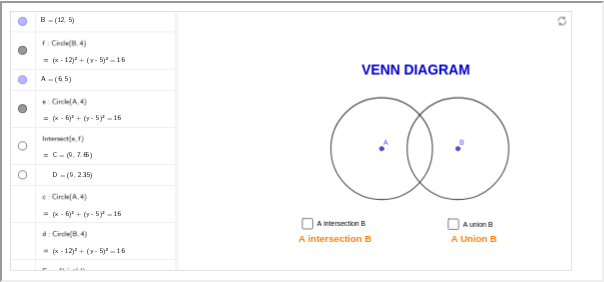 B = (12, 5)
f : Circle(B, 4)
= (x - 12)² + (y - 5)² = 16
A = (6, 5)
e : Circle(A, 4)
= (x - 6)² + (y - 5)² = 16
Intersect(e, f)
= C = (9, 7.65)
D = (9, 2.35)
c : Circle(A, 4)
= (x - 6)² + (y - 5)² = 16
d : Circle(B, 4)
= (x - 12)² + (y - 5)² = 16
VENN DIAGRAM
A
B
A intersection B
A union B
A intersection B
A Union B